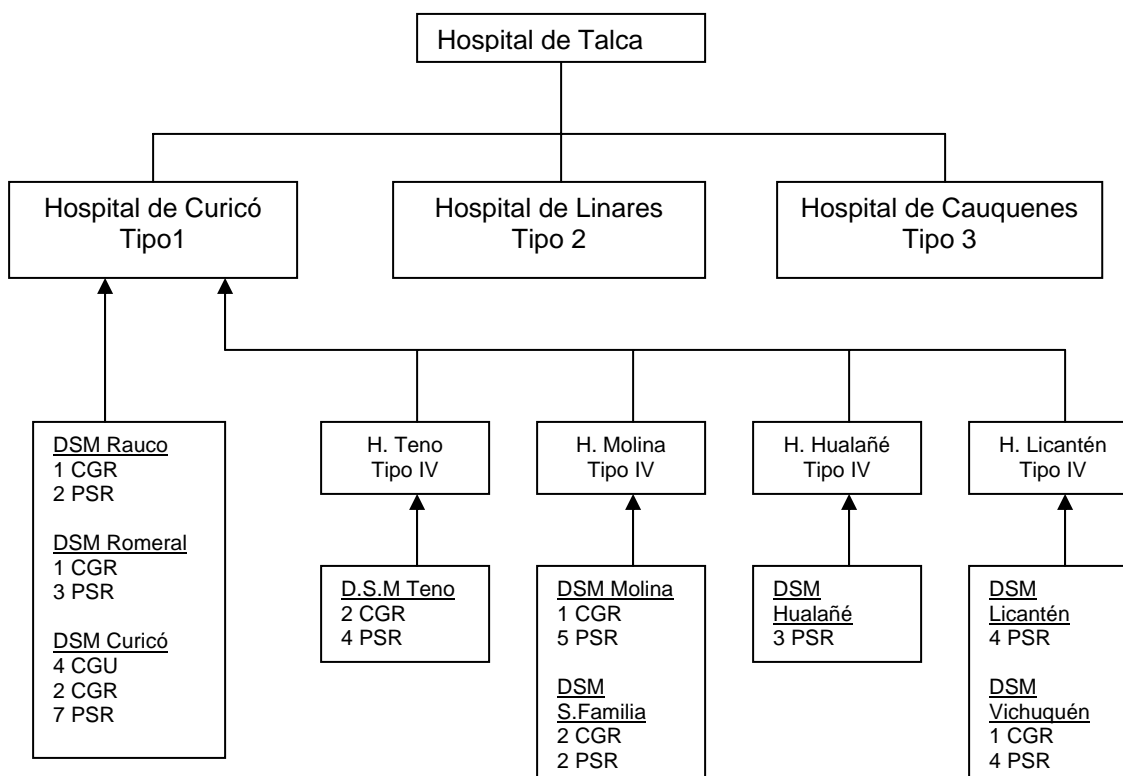 Hospital de Talca
Hospital de Curicó
Tipo1
Hospital de Linares
Tipo 2
Hospital de Cauquenes
Tipo 3
DSM Rauco
1 CGR
2 PSR
DSM Romeral
1 CGR
3 PSR
DSM Curicó
4 CGU
2 CGR
7 PSR
H. Teno
Tipo IV
H. Molina
Tipo IV
H. Hualañé
Tipo IV
H. Licantén
Tipo IV
D.S.M Teno
2 CGR
4 PSR
DSM Molina
1 CGR
5 PSR
DSM
S.Familia
2 CGR
2 PSR
DSM
Hualañé
3 PSR
DSM
Licantén
4 PSR
DSM
Vichuquén
1 CGR
4 PSR